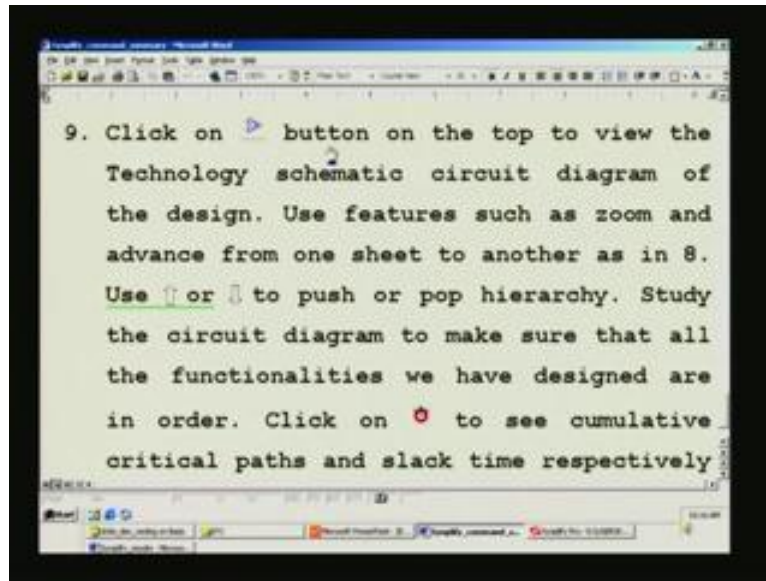 9. Click on button on the top to view the
Technology schematic circuit diagram of
the design. Use features such as zoom and
advance from one sheet to another as in 8.
Use ⇧ or ⇩ to push or pop hierarchy. Study
the circuit diagram to make sure that all
the functionalities we have designed are
in order. Click on to see cumulative
critical paths and slack time respectively